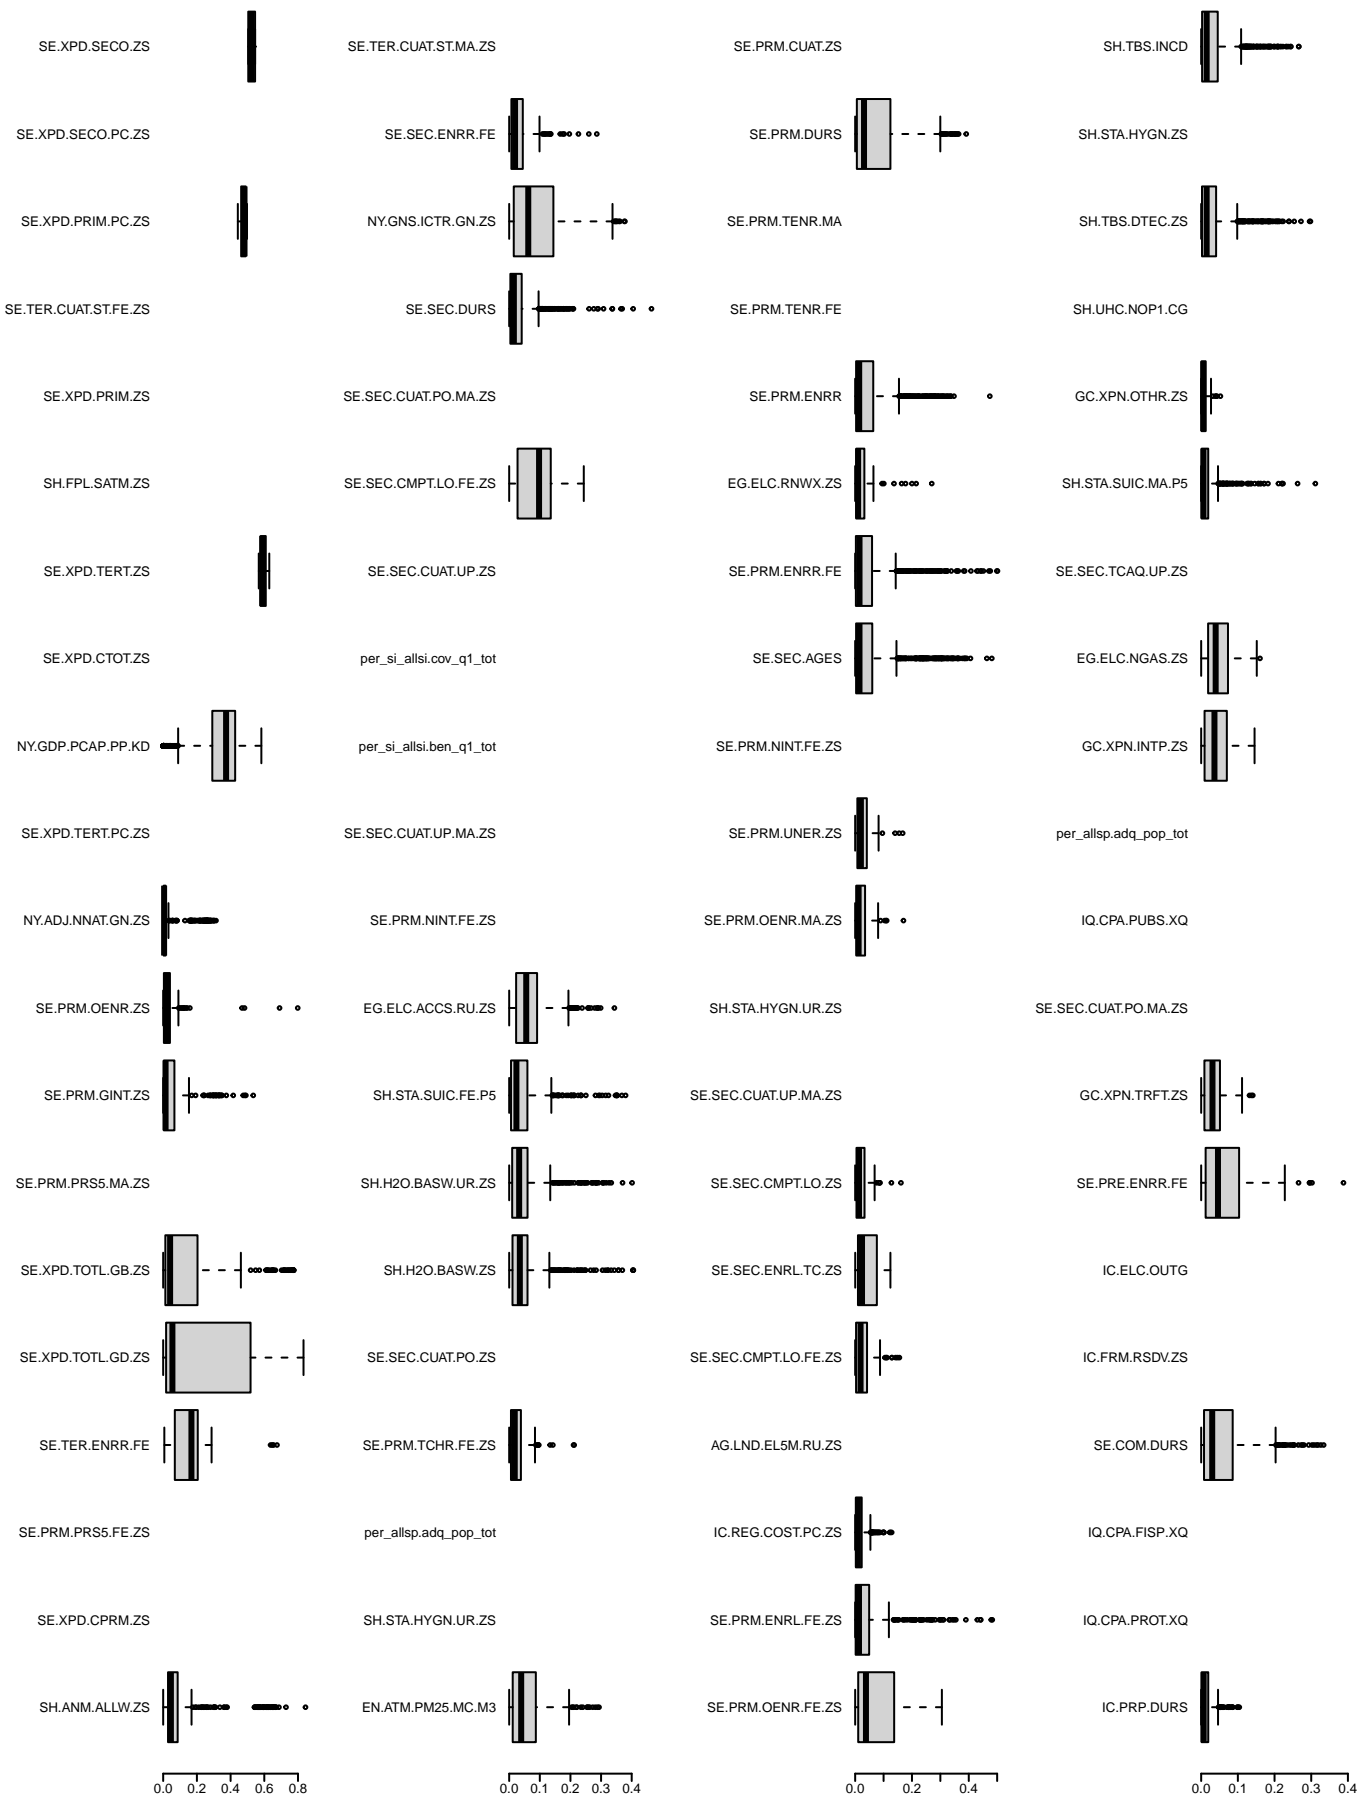 SE.XPD.SECO.ZS
SE.XPD.SECO.PC.ZS
SE.XPD.PRIM.PC.ZS
SE.TER.CUAT.ST.FE.ZS
SE.XPD.PRIM.ZS
SH.FPL.SATM.ZS
SE.XPD.TERT.ZS
SE.XPD.CTOT.ZS
NY.GDP.PCAP.PP.KD
SE.XPD.TERT.PC.ZS
NY.ADJ.NNAT.GN.ZS
SE.PRM.OENR.ZS
SE.PRM.GINT.ZS
SE.PRM.PRS5.MA.ZS
SE.XPD.TOTL.GB.ZS
SE.XPD.TOTL.GD.ZS
SE.TER.ENRR.FE
SE.PRM.PRS5.FE.ZS
SE.XPD.CPRM.ZS
SH.ANM.ALLW.ZS
0.0 0.2 0.4 0.6 0.8
SE.TER.CUAT.ST.MA.ZS
SE.SEC.ENRR.FE
NY.GNS.ICTR.GN.ZS
SE.SEC.DURS
SE.SEC.CUAT.PO.MA.ZS
SE.SEC.CMPT.LO.FE.ZS
SE.SEC.CUAT.UP.ZS
per_si_allsi.cov_q1_tot
per_si_allsi.ben_q1_tot
SE.SEC.CUAT.UP.MA.ZS
SE.PRM.NINT.FE.ZS
EG.ELC.ACCS.RU.ZS
SH.STA.SUIC.FE.P5
SH.H2O.BASW.UR.ZS
SH.H2O.BASW.ZS
SE.SEC.CUAT.PO.ZS
SE.PRM.TCHR.FE.ZS
per_allsp.adq_pop_tot
SH.STA.HYGN.UR.ZS
EN.ATM.PM25.MC.M3
0.0 0.1 0.2 0.3 0.4
SE.PRM.CUAT.ZS
SE.PRM.DURS
SE.PRM.TENR.MA
SE.PRM.TENR.FE
SE.PRM.ENRR
EG.ELC.RNWX.ZS
SE.PRM.ENRR.FE
SE.SEC.AGES
SE.PRM.NINT.FE.ZS
SE.PRM.UNER.ZS
SE.PRM.OENR.MA.ZS
SH.STA.HYGN.UR.ZS
SE.SEC.CUAT.UP.MA.ZS
SE.SEC.CMPT.LO.ZS
SE.SEC.ENRL.TC.ZS
SE.SEC.CMPT.LO.FE.ZS
AG.LND.EL5M.RU.ZS
IC.REG.COST.PC.ZS
SE.PRM.ENRL.FE.ZS
SE.PRM.OENR.FE.ZS
0.0 0.2 0.4
SH.TBS.INCD
SH.STA.HYGN.ZS
SH.TBS.DTEC.ZS
SH.UHC.NOP1.CG
GC.XPN.OTHR.ZS
SH.STA.SUIC.MA.P5
SE.SEC.TCAQ.UP.ZS
EG.ELC.NGAS.ZS
GC.XPN.INTP.ZS
per_allsp.adq_pop_tot
IQ.CPA.PUBS.XQ
SE.SEC.CUAT.PO.MA.ZS
GC.XPN.TRFT.ZS
SE.PRE.ENRR.FE
IC.ELC.OUTG
IC.FRM.RSDV.ZS
SE.COM.DURS
IQ.CPA.FISP.XQ
IQ.CPA.PROT.XQ
IC.PRP.DURS
0.0 0.1 0.2 0.3 0.4